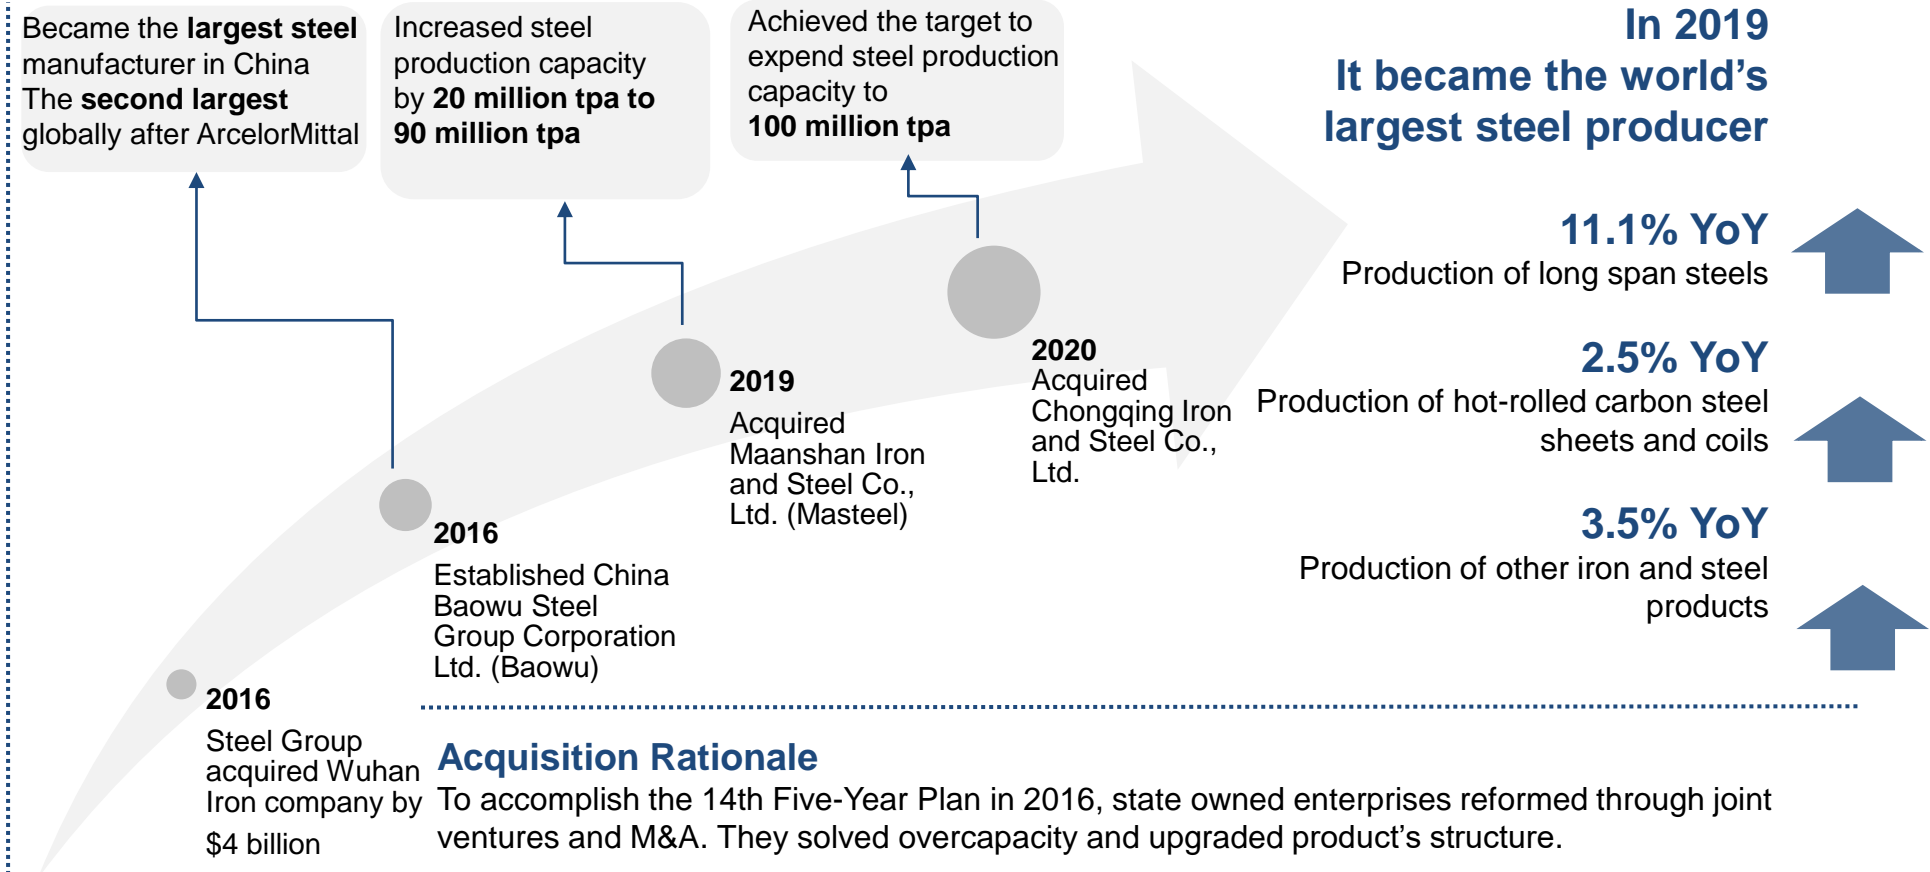 Became the largest steel
manufacturer in China
The second largest
globally after ArcelorMittal
Increased steel
production capacity
by 20 million tpa to
90 million tpa
Achieved the target to
expend steel production
capacity to
100 million tpa
In 2019
It became the world’s
largest steel producer
11.1% YoY
Production of long span steels
2.5% YoY
Production of hot-rolled carbon steel
sheets and coils
3.5% YoY
Production of other iron and steel
products
2020
Acquired
Chongqing Iron
and Steel Co.,
Ltd.
2019
Acquired
Maanshan Iron
and Steel Co.,
Ltd. (Masteel)
2016
Established China
Baowu Steel
Group Corporation
Ltd. (Baowu)
2016
Steel Group
acquired Wuhan
Iron company by
$4 billion
Acquisition Rationale
To accomplish the 14th Five-Year Plan in 2016, state owned enterprises reformed through joint
ventures and M&A. They solved overcapacity and upgraded product’s structure.